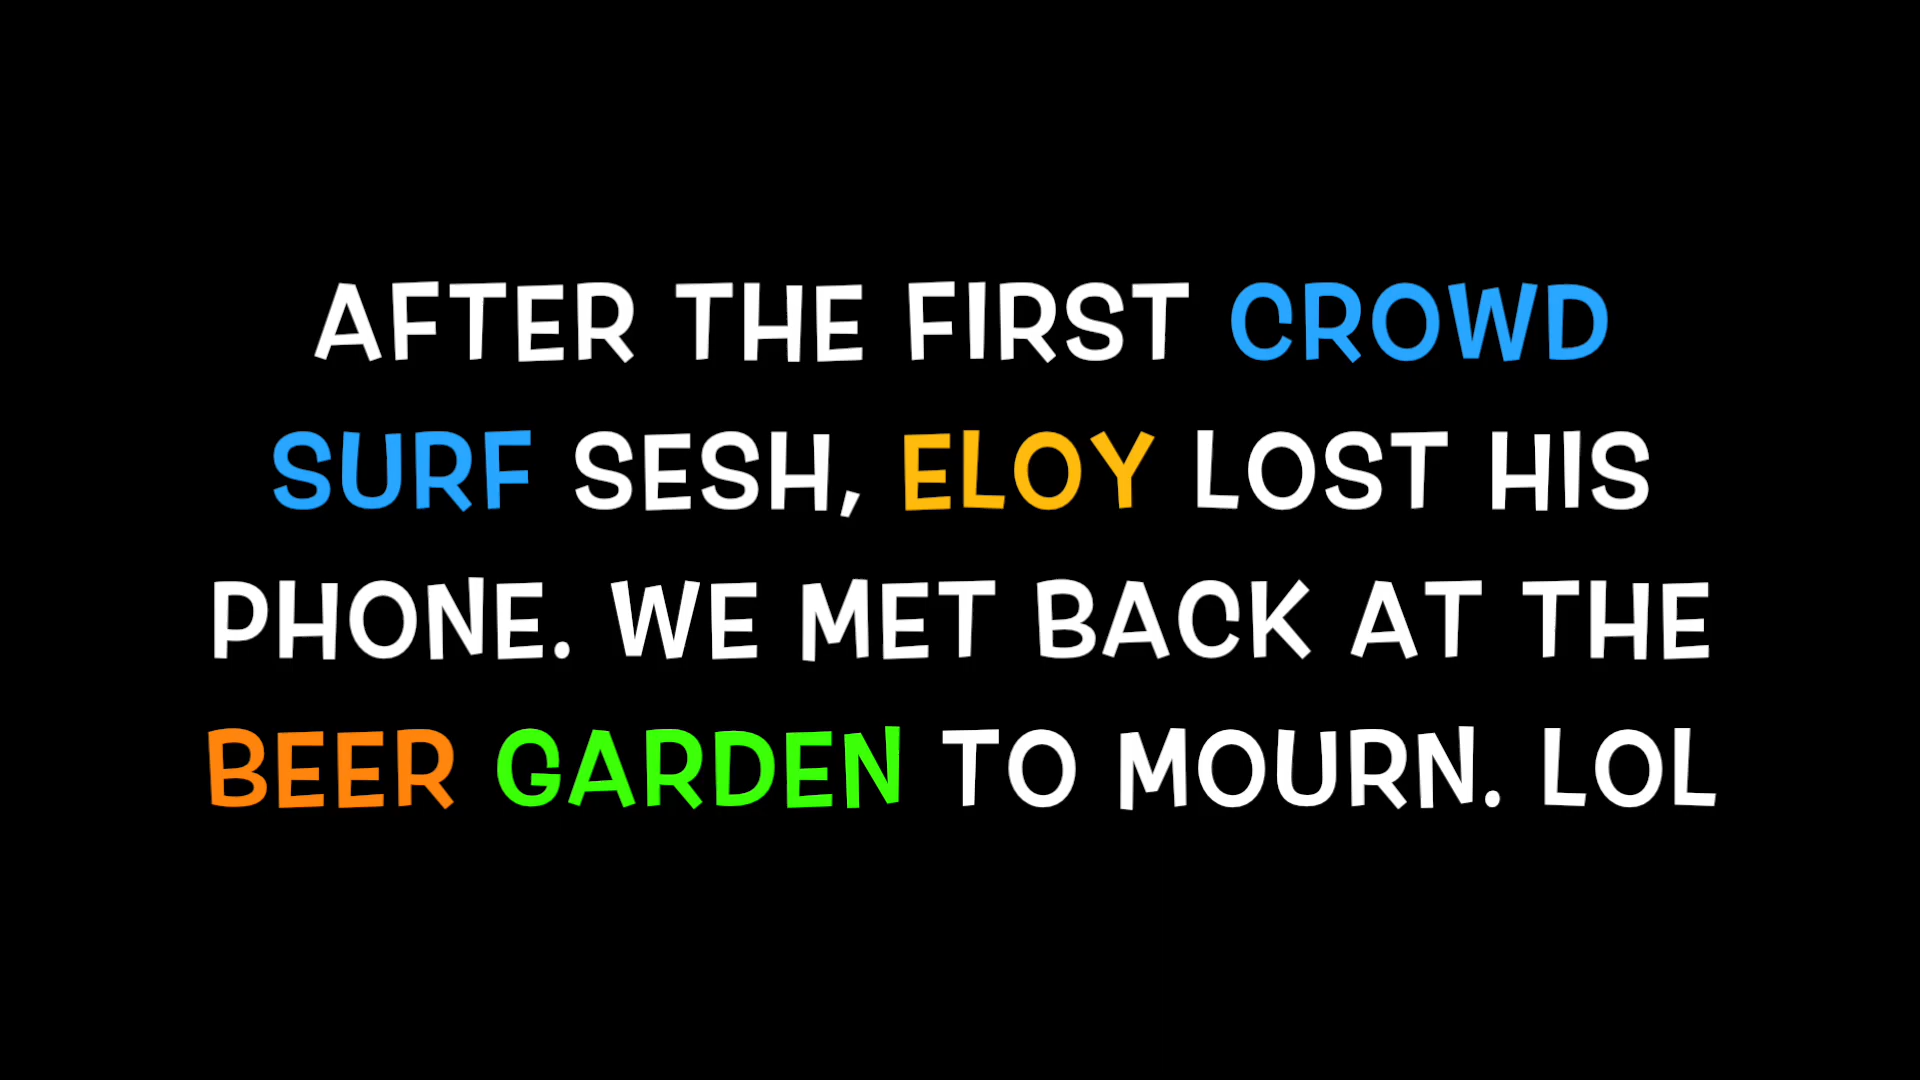 AFTER THE FIRST CROWD
SURF SESH, ELOY LOST HIS
PHONE. WE MET BACK AT THE
BEER GARDEN TO MOURN. LOL